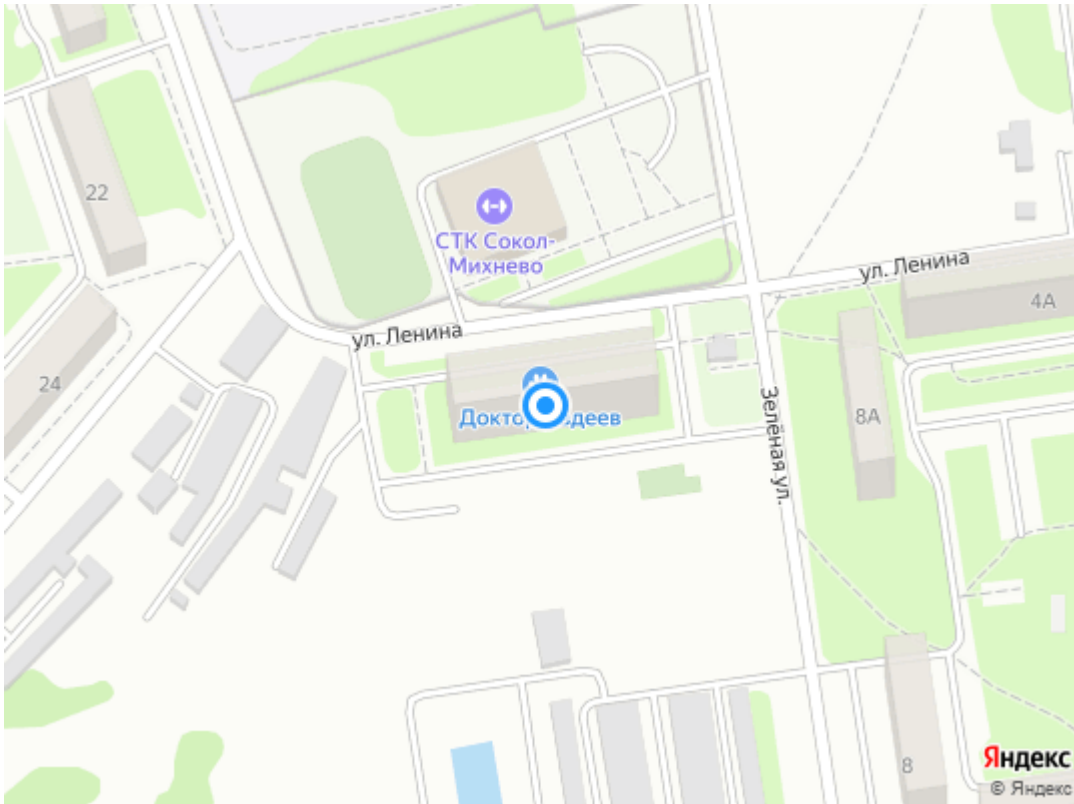 22
СТК Сокол-
Михнево
ул. Ленина
4А
ул. Ленина
24
8А
Зелёная ул.
8
Яндекс
© Яндекс